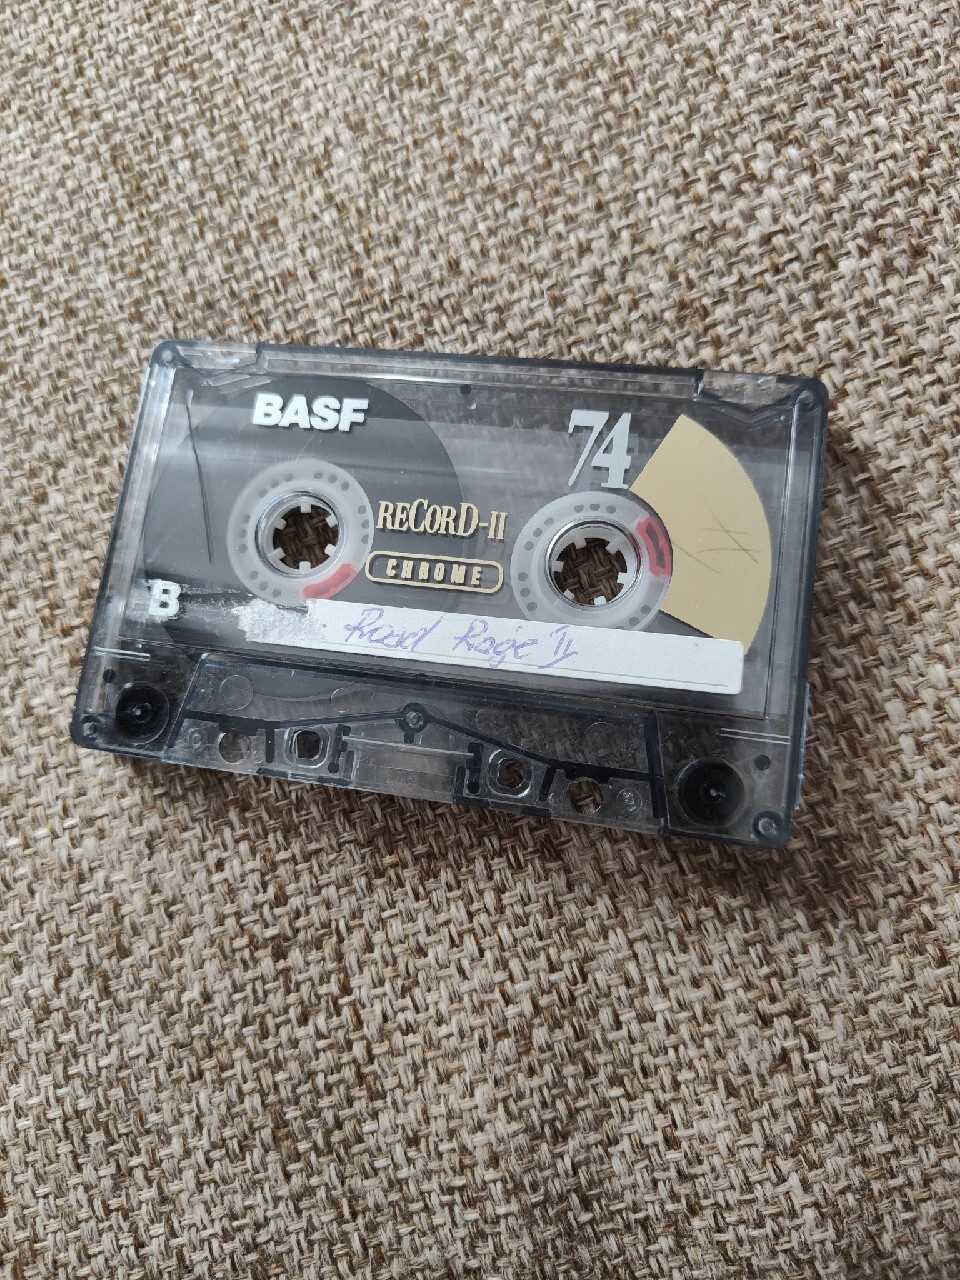 BASF
74
RECORD-II
CHROME
B
Road Rage II